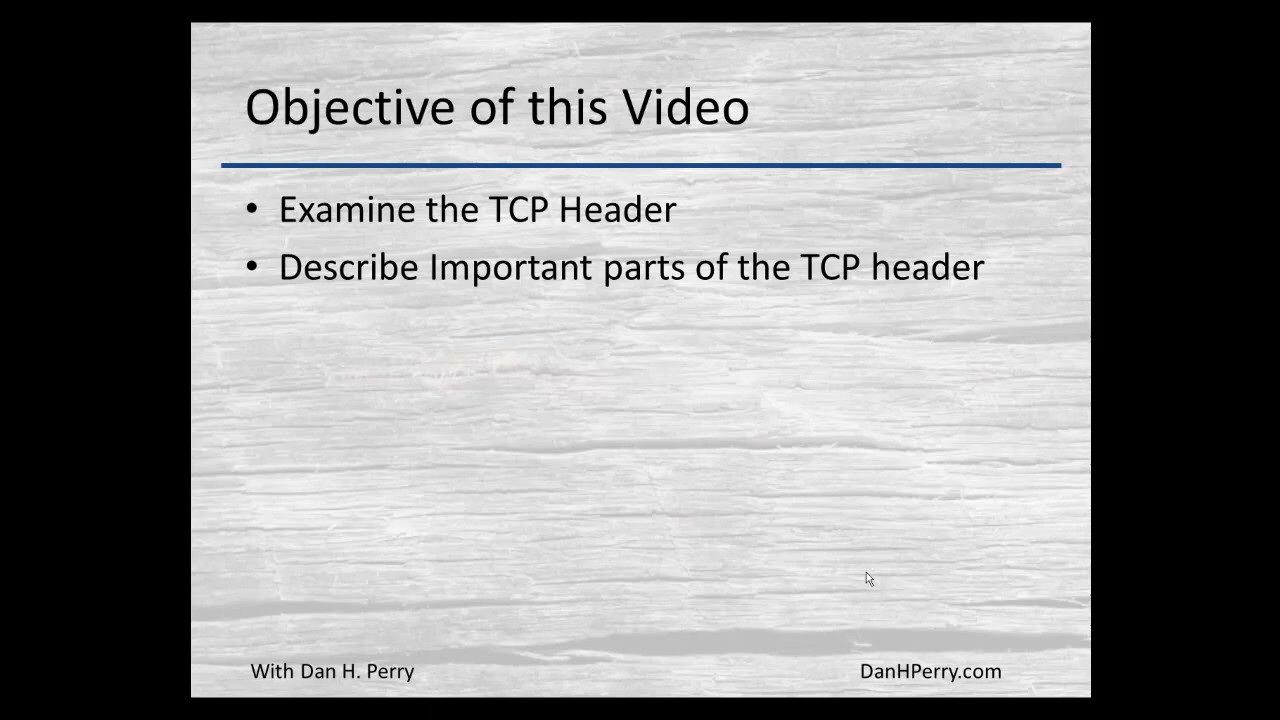 Objective of this Video
• Examine the TCP Header
• Describe Important parts of the TCP header
With Dan H. Perry
DanHPerry.com